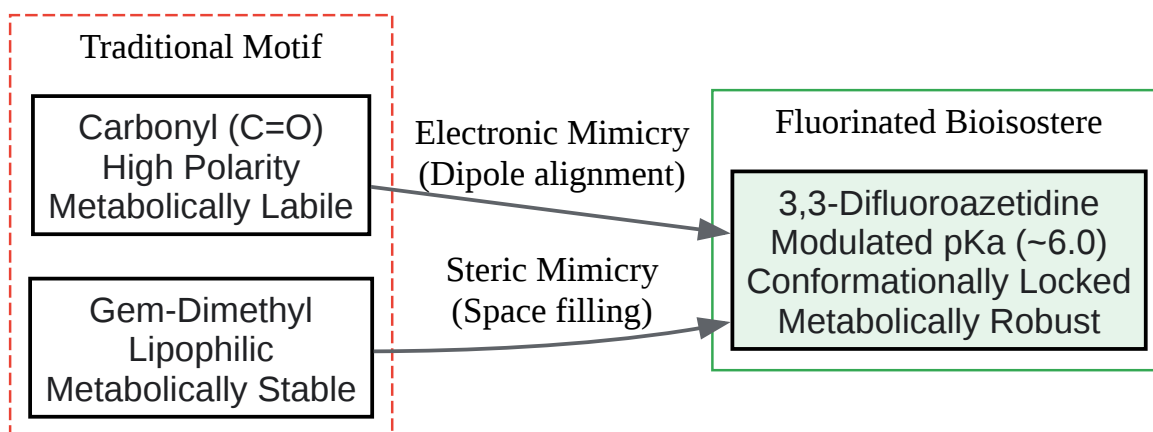 Traditional Motif
Carbonyl (C=O)
High Polarity
Metabolically Labile
Gem-Dimethyl
Lipophilic
Metabolically Stable
Electronic Mimicry
(Dipole alignment)
Steric Mimicry
(Space filling)
Fluorinated Bioisostere
3,3-Difluoroazetidine
Modulated pKa (~6.0)
Conformationally Locked
Metabolically Robust